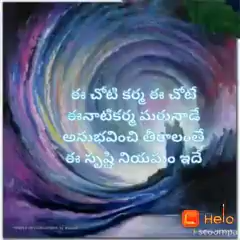 ఈ చోటి కర్మ ఈ చోటే
ఈనాటికర్మ మరునాడే
అనుభవించి తీరాలంతే
ఈ సృష్టి నియమం ఇదే
Helo